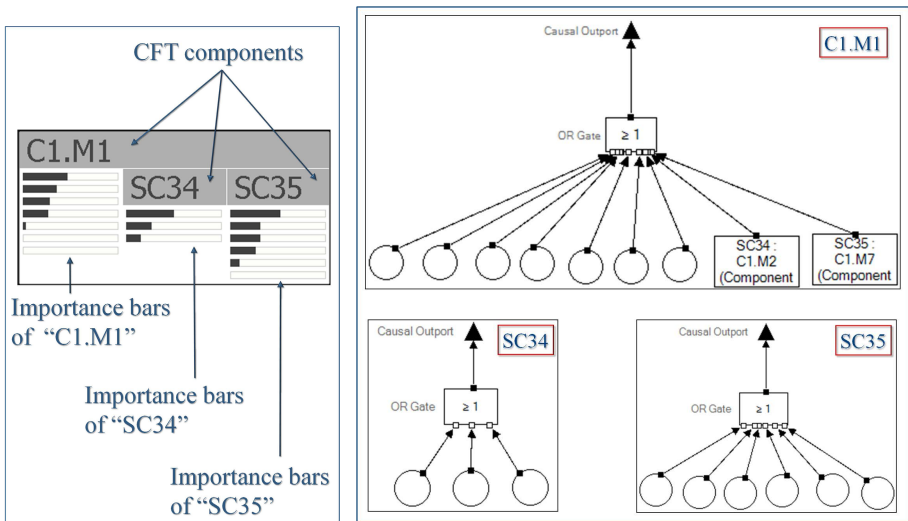 CFT components
C1.M1
SC34
SC35
Importance bars
of “C1.M1”
Importance bars
of “SC34”
Importance bars
of “SC35”
Causal Outport
C1.M1
OR Gate
≥ 1
SC34 :
C1.M2
(Component
SC35 :
C1.M7
(Component
Causal Outport
SC34
OR Gate
≥ 1
Causal Outport
SC35
OR Gate
≥ 1